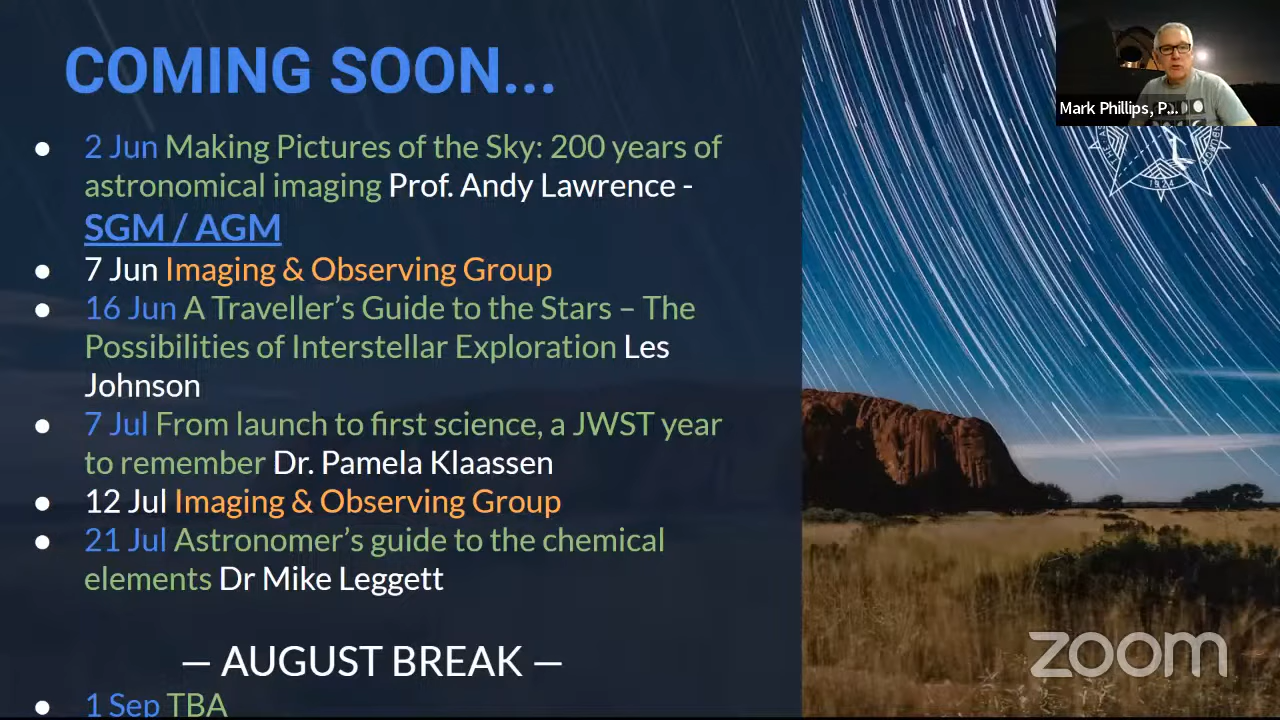 COMING SOON...
● 2 Jun Making Pictures of the Sky: 200 years of
astronomical imaging Prof. Andy Lawrence -
SGM / AGM
● 7 Jun Imaging & Observing Group
● 16 Jun A Traveller’s Guide to the Stars – The
Possibilities of Interstellar Exploration Les
Johnson
● 7 Jul From launch to first science, a JWST year
to remember Dr. Pamela Klaassen
● 12 Jul Imaging & Observing Group
● 21 Jul Astronomer’s guide to the chemical
elements Dr Mike Leggett
— AUGUST BREAK —
● 1 Sep TBA
Mark Phillips, P...
1924
zoom